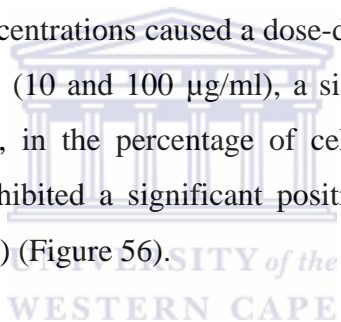 centrations caused a dose-d
(10 and 100 µg/ml), a si
, in the percentage of cel
hibited a significant positi
) (Figure 56).
UNIVERSITY of the
WESTERN CAPE